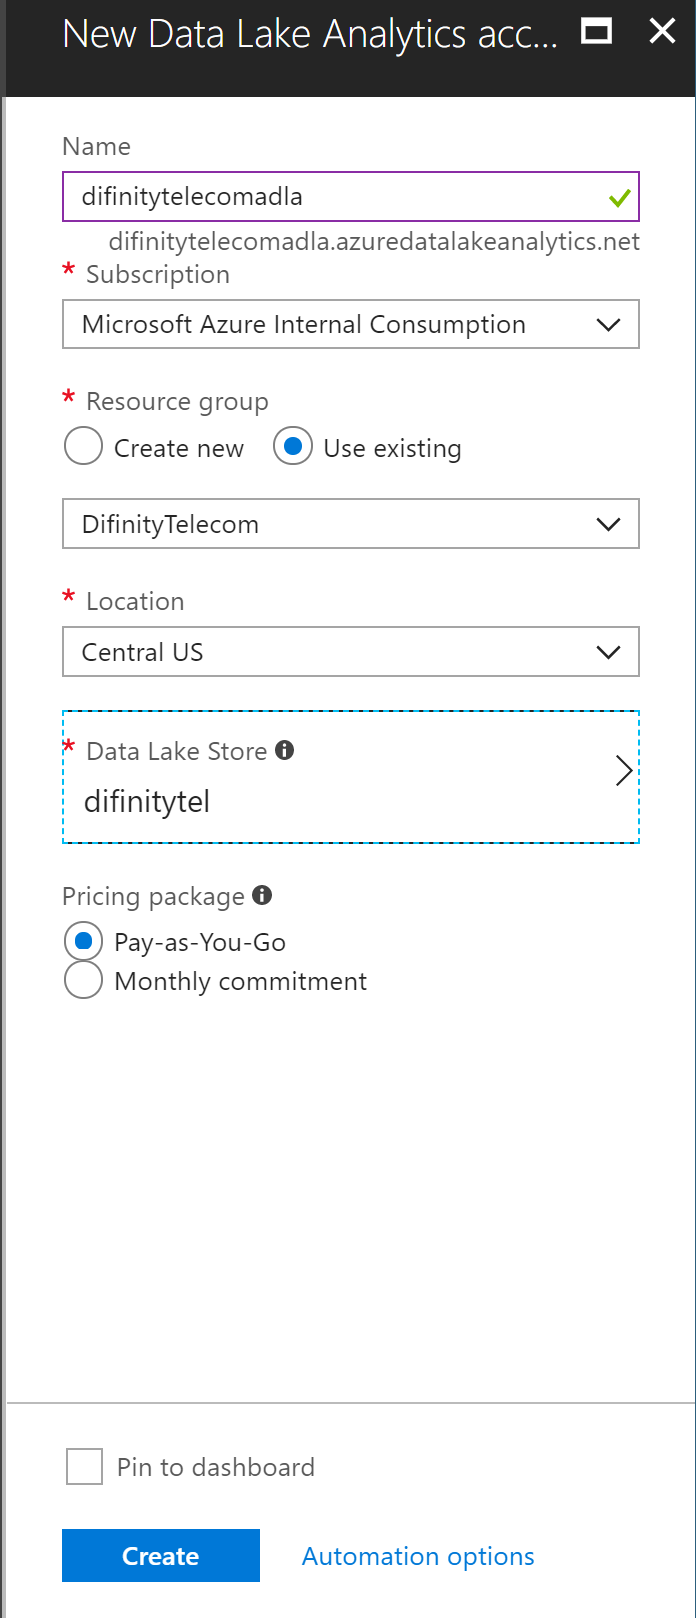 New Data Lake Analytics acc...
Name
difinitytelecomadla
difinitytelecomadla.azuredatalakeanalytics.net
* Subscription
Microsoft Azure Internal Consumption
* Resource group
Create new Use existing
DifinityTelecom
* Location
Central US
* Data Lake Store
difinitytel
Pricing package
Pay-as-You-Go
Monthly commitment
Pin to dashboard
Create Automation options